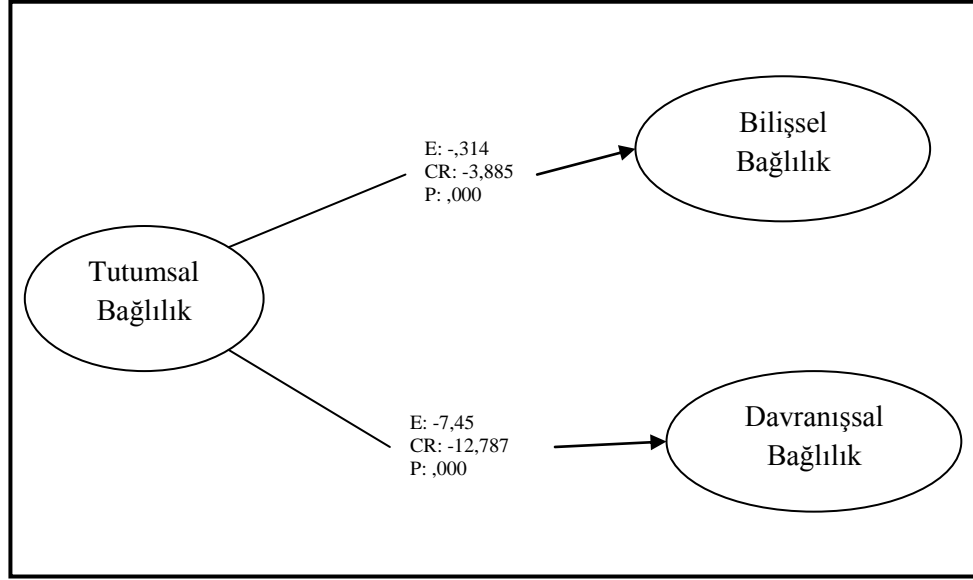 Bilişsel
Bağlılık
E: -,314
CR: -3,885
P: ,000
Tutumsal
Bağlılık
E: -7,45
CR: -12,787
P: ,000
Davranışsal
Bağlılık